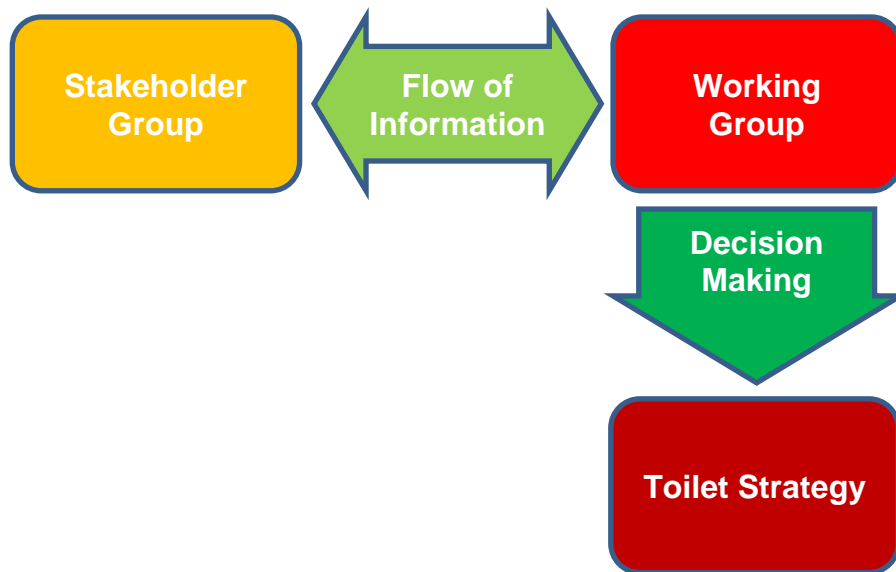 Stakeholder
Group
Flow of
Information
Working
Group
Decision
Making
Toilet Strategy